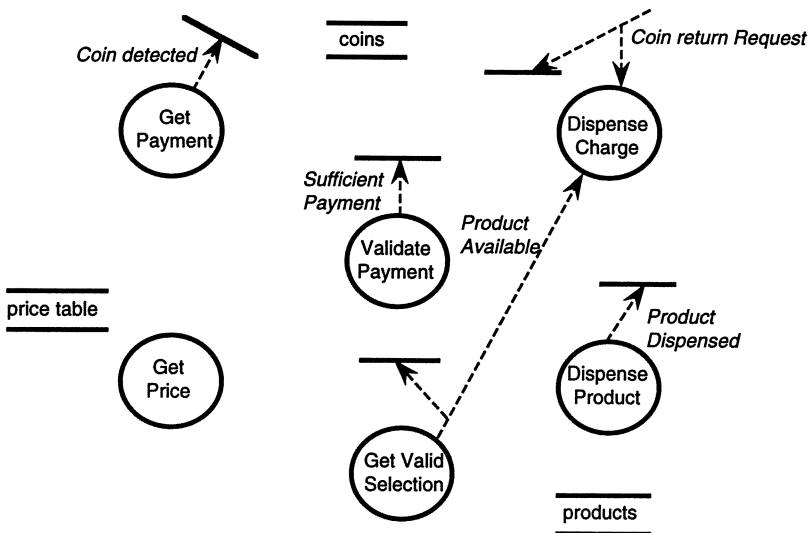 Coin detected
coins
Coin return Request
Get
Payment
Dispense
Charge
Sufficient
Payment
Product
Available
Validate
Payment
price table
Product
Dispensed
Get
Price
Dispense
Product
Get Valid
Selection
products